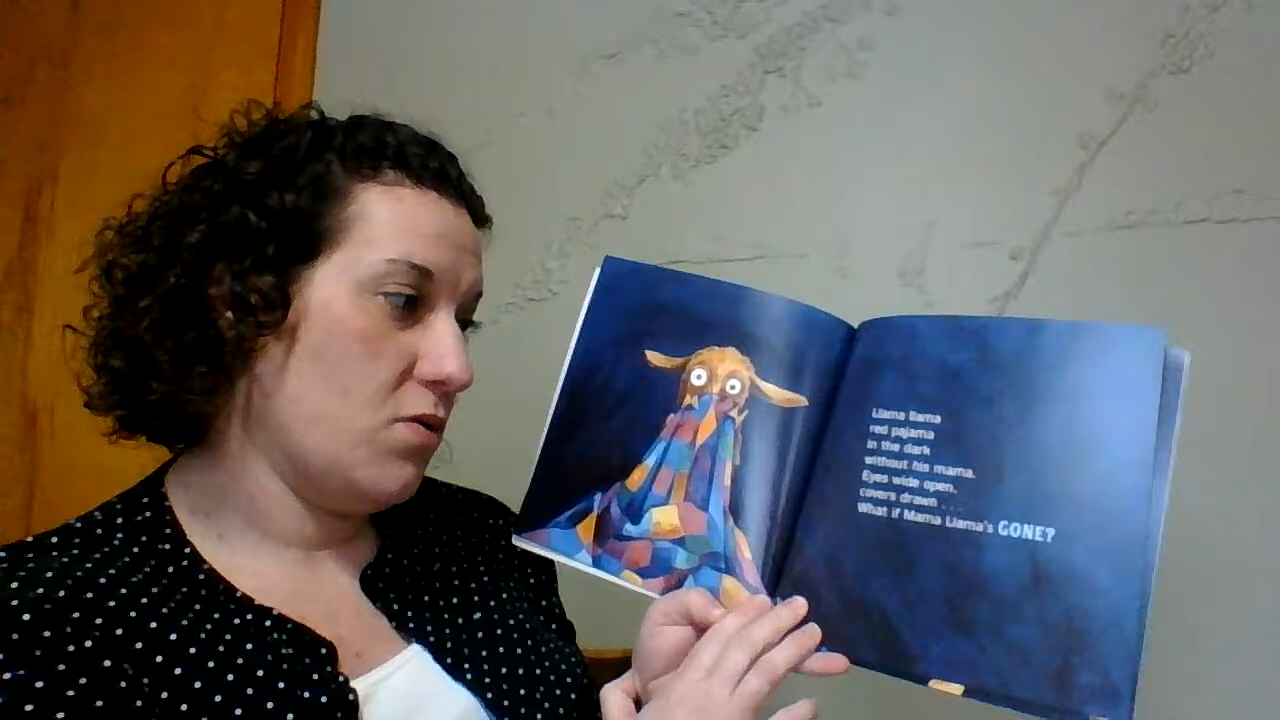 Llama llama
red pajama
in the dark
without his mama.
Eyes wide open,
covers drawn . . .
What if Mama Llama's GONE?